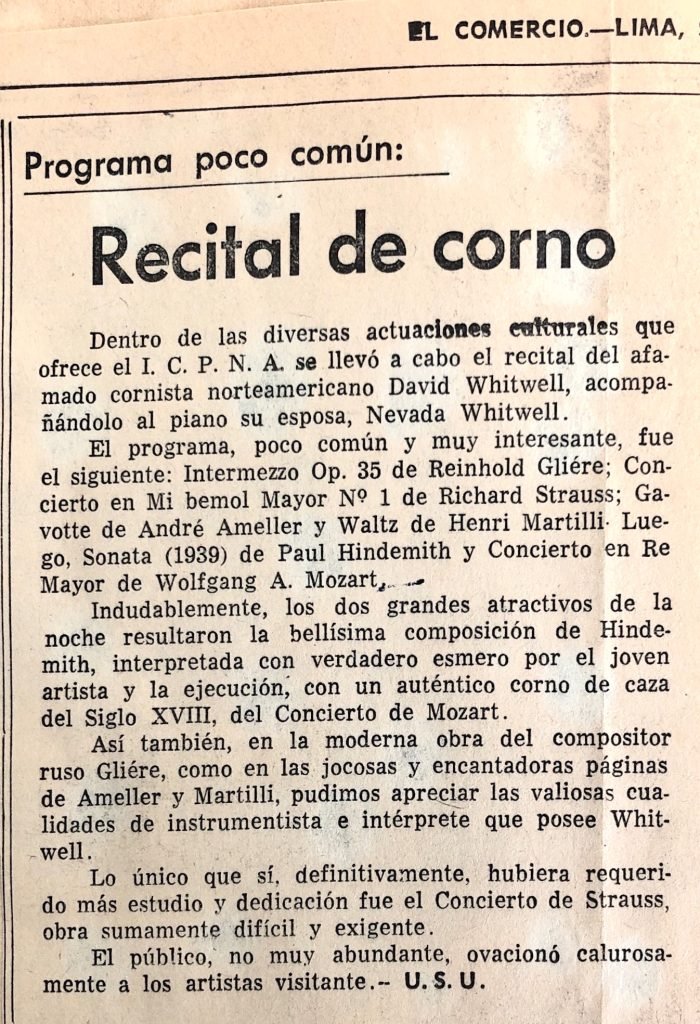 EL COMERCIO.—LIMA,
Programa poco común:
Recital de corno
Dentro de las diversas actuaciones culturales que
ofrece el I. C. P. N. A. se llevó a cabo el recital del afa-
mado cornista norteamericano David Whitwell, acompa-
ñándolo al piano su esposa, Nevada Whitwell.
El programa, poco común y muy interesante, fue
el siguiente: Intermezzo Op. 35 de Reinhold Gliére; Con-
cierto en Mi bemol Mayor Nº 1 de Richard Strauss; Ga-
votte de André Ameller y Waltz de Henri Martilli. Lue-
go, Sonata (1939) de Paul Hindemith y Concierto en Re
Mayor de Wolfgang A. Mozart.
Indudablemente, los dos grandes atractivos de la
noche resultaron la bellísima composición de Hinde-
mith, interpretada con verdadero esmero por el joven
artista y la ejecución, con un auténtico corno de caza
del Siglo XVIII, del Concierto de Mozart.
Así también, en la moderna obra del compositor
ruso Gliére, como en las jocosas y encantadoras páginas
de Ameller y Martilli, pudimos apreciar las valiosas cua-
lidades de instrumentista e intérprete que posee Whit-
well.
Lo único que sí, definitivamente, hubiera requeri-
do más estudio y dedicación fue el Concierto de Strauss,
obra sumamente difícil y exigente.
El público, no muy abundante, ovacionó calurosa-
mente a los artistas visitante.- U. S. U.